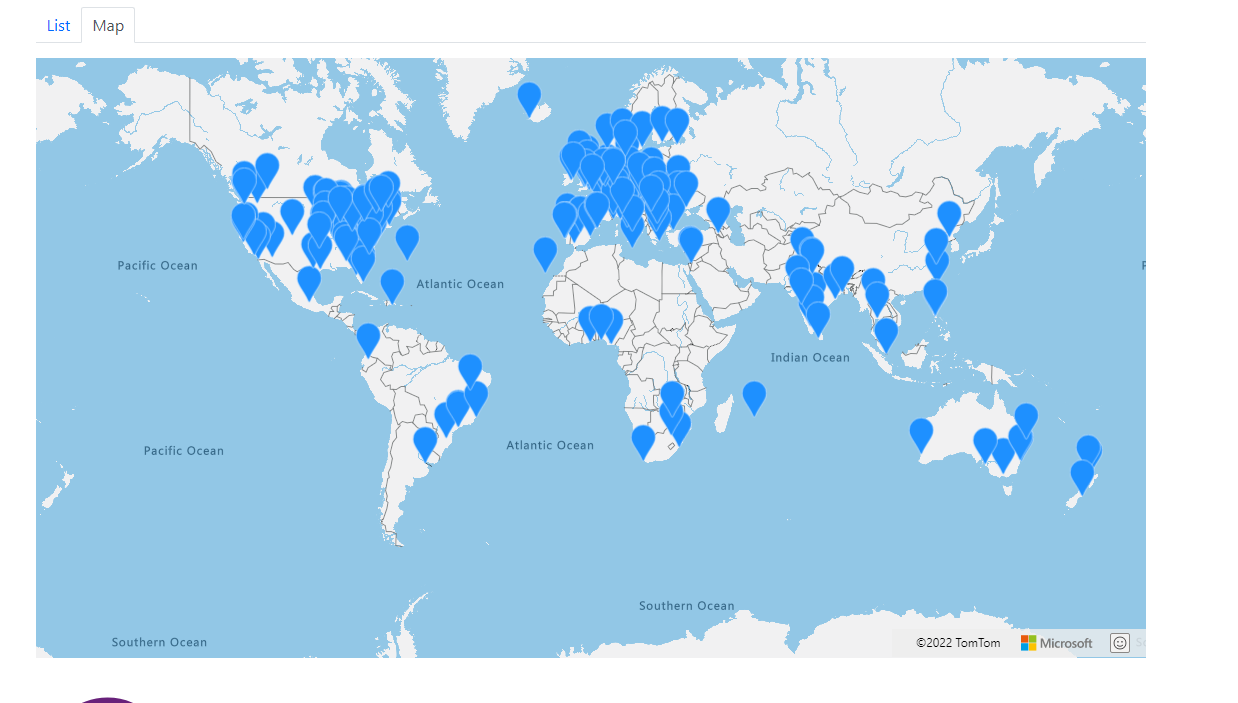 List Map
Pacific Ocean
Atlantic Ocean
Indian Ocean
Pacific Ocean
Atlantic Ocean
Southern Ocean
Southern Ocean
©2022 TomTom
Microsoft